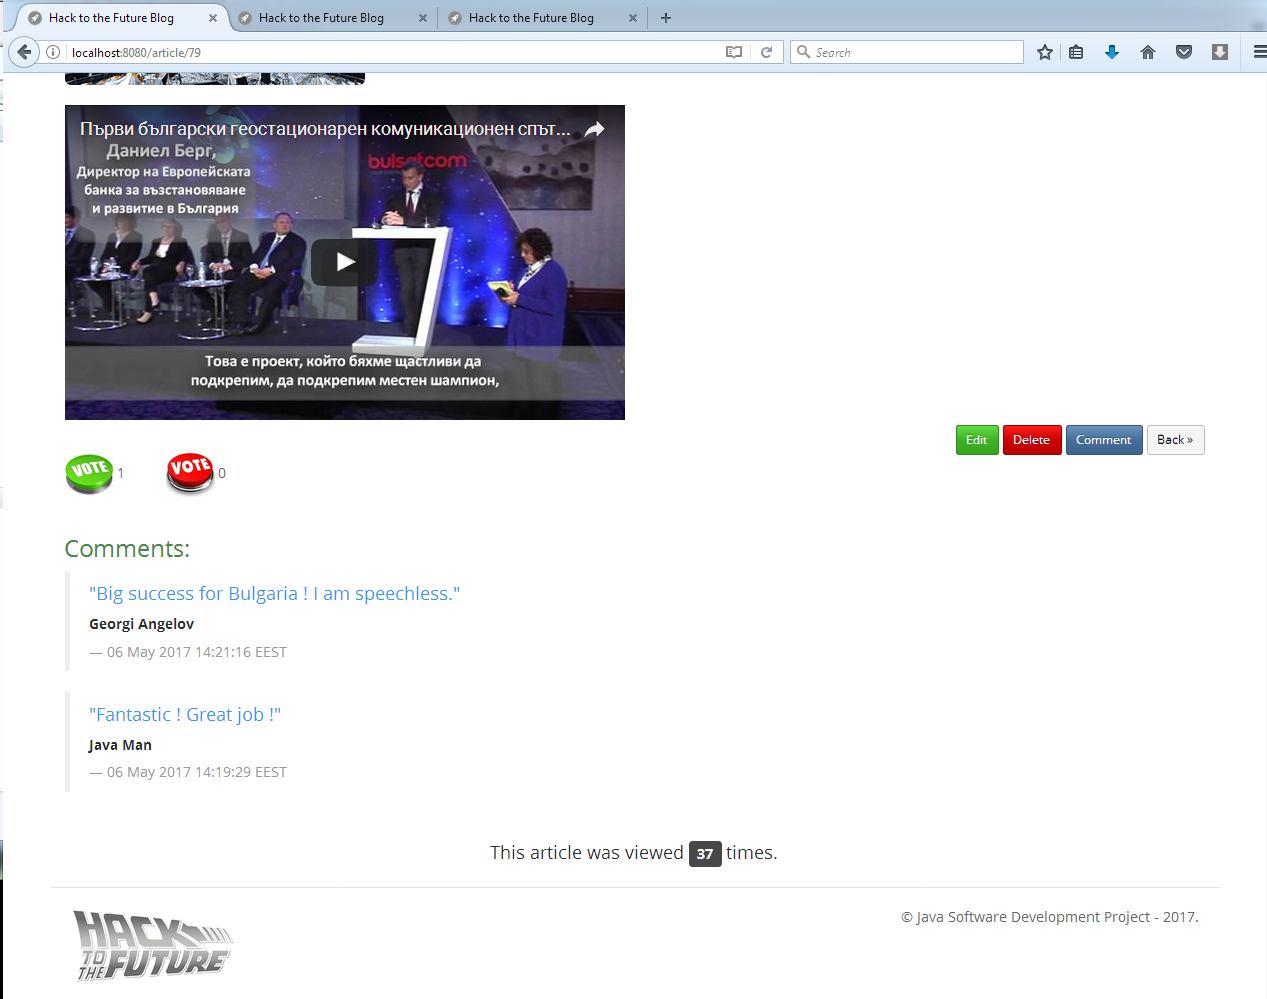 Hack to the Future Blog
Hack to the Future Blog
Hack to the Future Blog
localhost:8080/article/79
Search
Първи български геостационарен комуникационен спът...
Даниел Берг,
Директор на Европейската
банка за възстановяване
и развитие в България
bulsatcom
Това е проект, който бяхме щастливи да
подкрепим, да подкрепим местен шампион,
Edit
Delete
Comment
Back »
VOTE
1
VOTE
0
Comments:
"Big success for Bulgaria ! I am speechless."
Georgi Angelov
— 06 May 2017 14:21:16 EEST
"Fantastic ! Great job !"
Java Man
— 06 May 2017 14:19:29 EEST
This article was viewed 37 times.
HACK
TO
THE FUTURE
© Java Software Development Project - 2017.